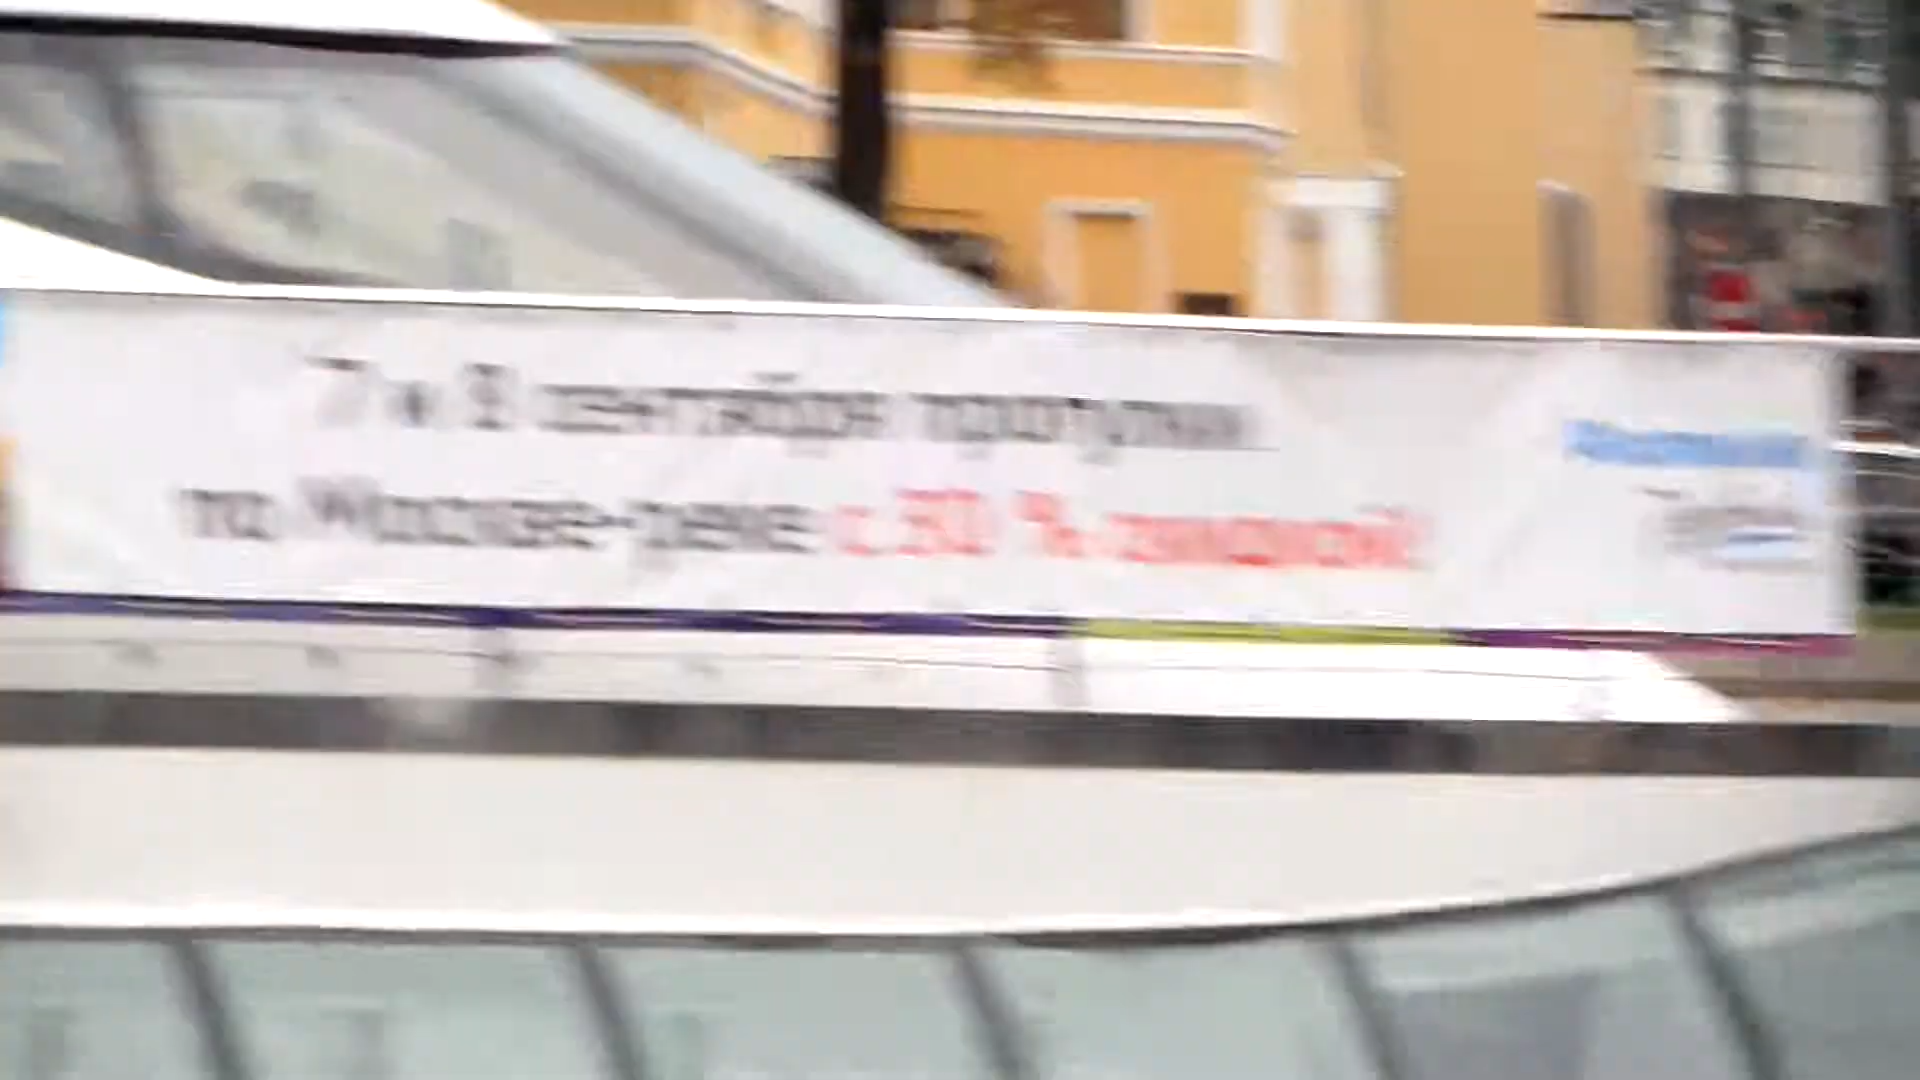 7 и 8 сентября прогулки
по Москве-реке с 30 % скидкой!